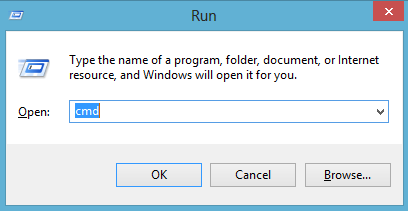 Run
Type the name of a program, folder, document, or Internet
resource, and Windows will open it for you.
Open: cmd
OK Cancel Browse...